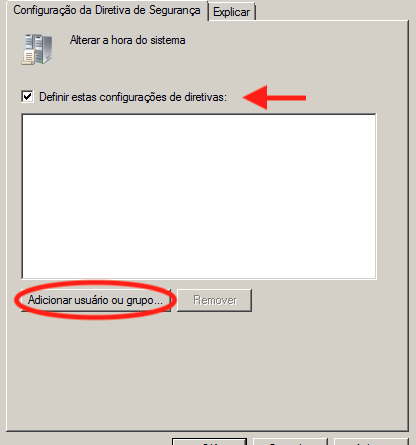 Configuração da Diretiva de Segurança
Explicar
Alterar a hora do sistema
Definir estas configurações de diretivas:
Adicionar usuário ou grupo...
Remover